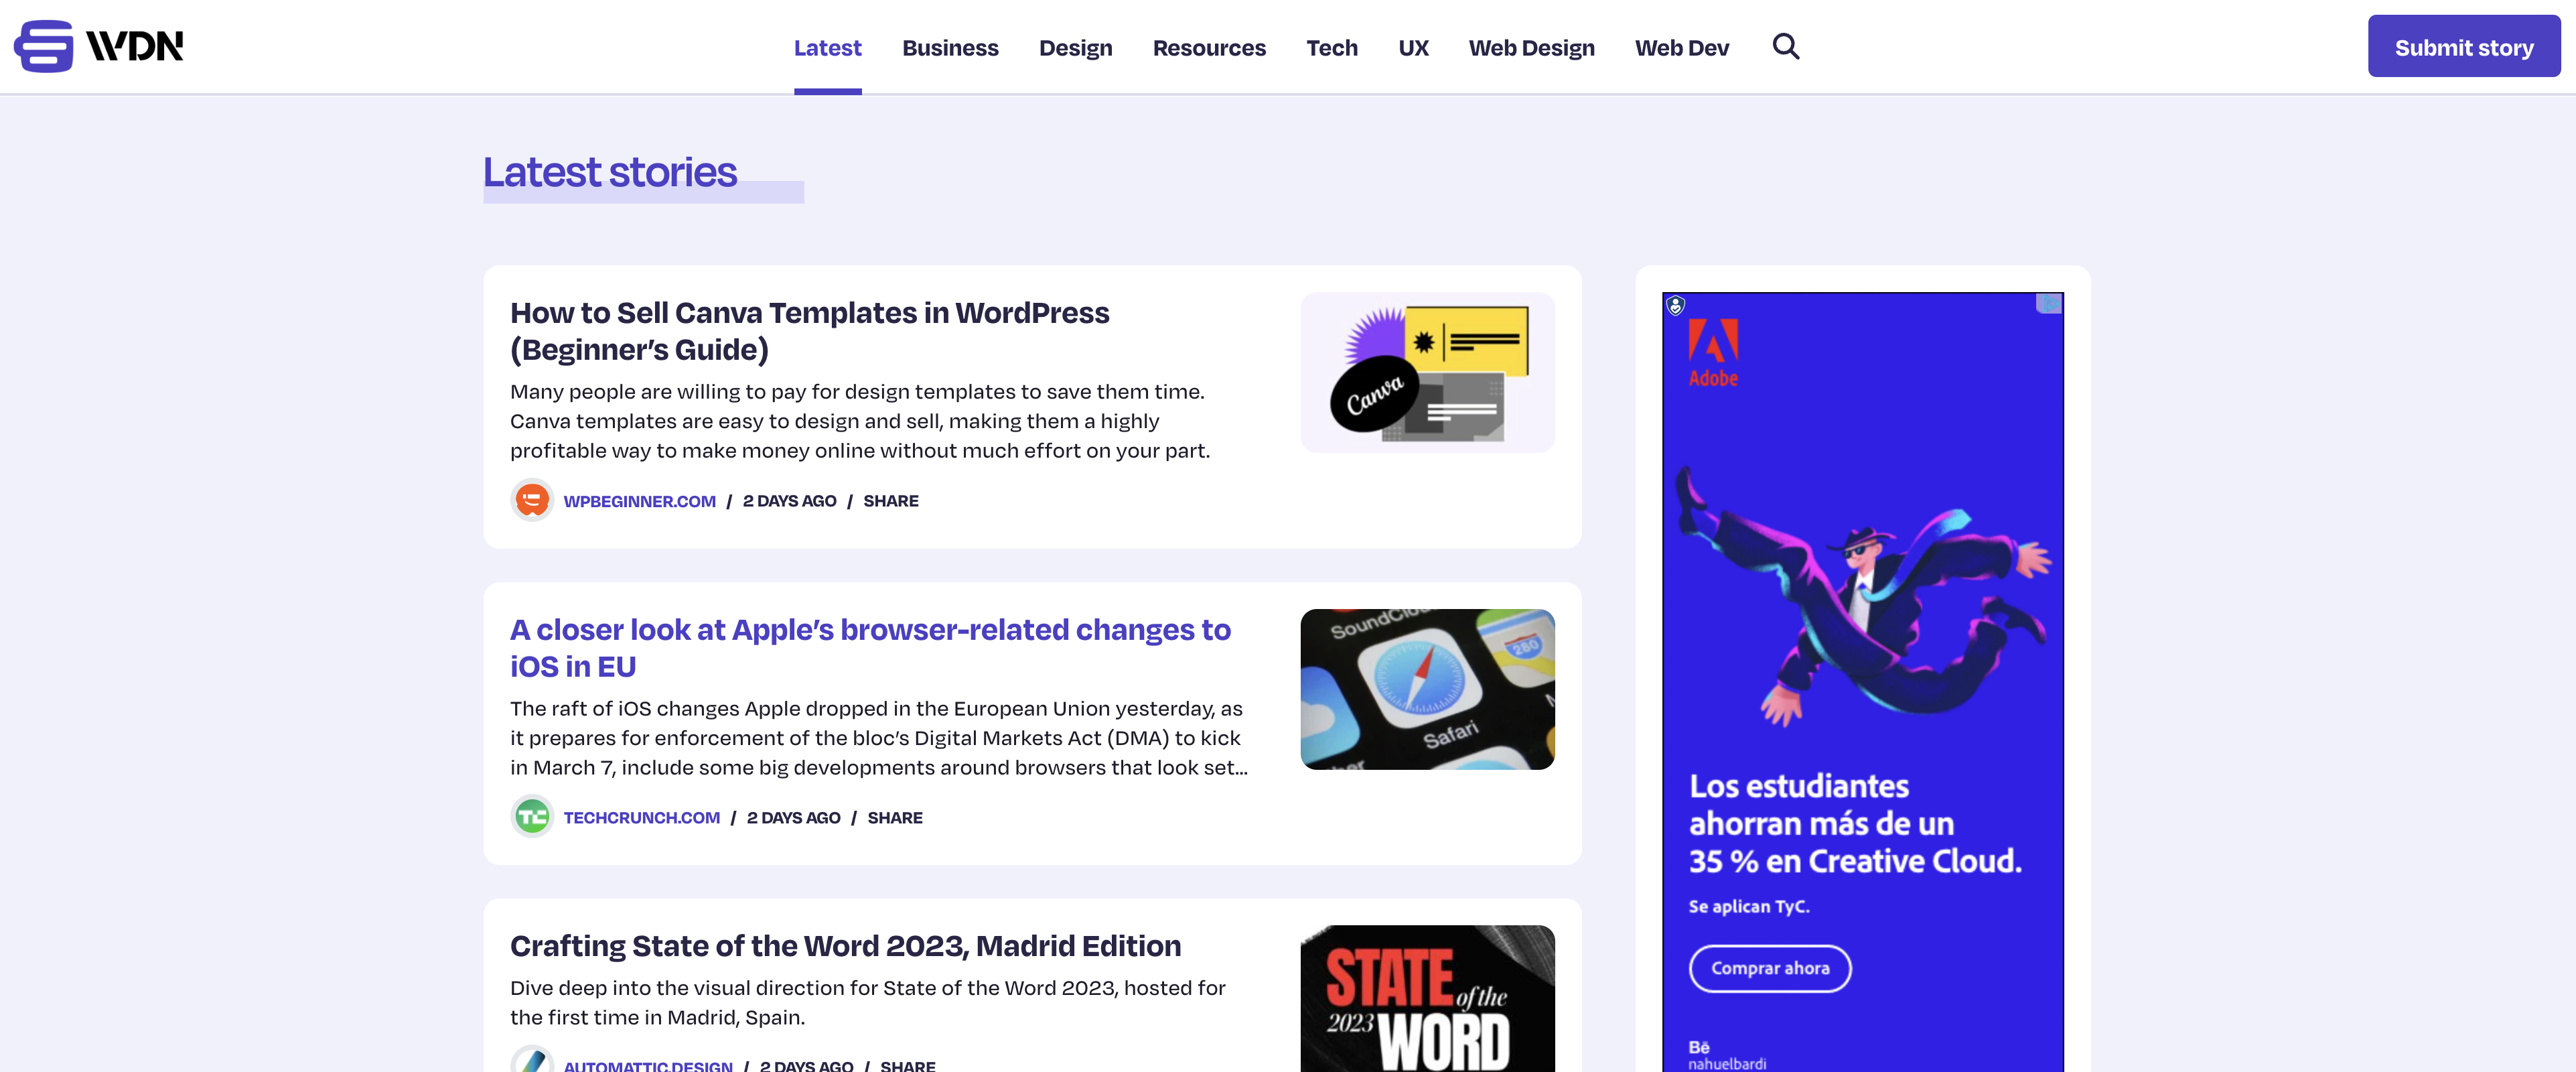 WDN
Latest
Business
Design
Resources
Tech
UX
Web Design
Web Dev
Submit story
Latest stories
How to Sell Canva Templates in WordPress
(Beginner’s Guide)
Many people are willing to pay for design templates to save them time.
Canva templates are easy to design and sell, making them a highly
profitable way to make money online without much effort on your part.
WPBEGINNER.COM / 2 DAYS AGO / SHARE
Canva
A closer look at Apple’s browser-related changes to
iOS in EU
The raft of iOS changes Apple dropped in the European Union yesterday, as
it prepares for enforcement of the bloc’s Digital Markets Act (DMA) to kick
in March 7, include some big developments around browsers that look set...
TC
TECHCRUNCH.COM / 2 DAYS AGO / SHARE
280
Safari
Crafting State of the Word 2023, Madrid Edition
Dive deep into the visual direction for State of the Word 2023, hosted for
the first time in Madrid, Spain.
AUTOMATTIC.DESIGN / 2 DAYS AGO / SHARE
STATE of the
2023 WORD
Adobe
Los estudiantes
ahorran más de un
35 % en Creative Cloud.
Se aplican TyC.
Comprar ahora
Bē
nahuelbardi